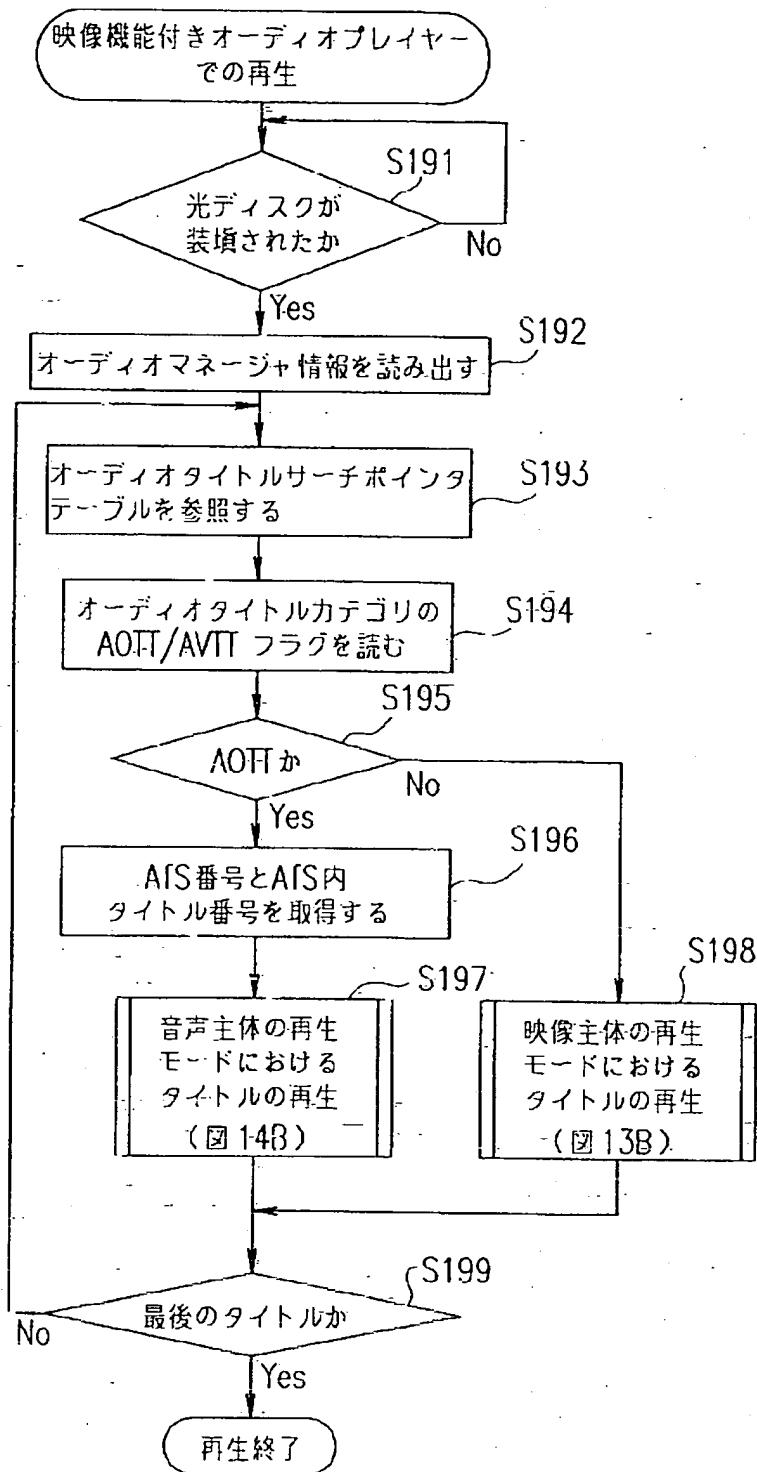 映像機能付きオーディオプレイヤー
での再生
S191
光ディスクが
装填されたか
No
Yes
S192
オーディオマネージャ情報を読み出す
S193
オーディオタイトルサーチポインタ
テーブルを参照する
S194
オーディオタイトルカテゴリの
AOTT/AVTT フラグを読む
S195
AOTTか
No
Yes
S196
ATS番号とATS内
タイトル番号を取得する
S197
音声主体の再生
モードにおける
タイトルの再生
(図14B)
S198
映像主体の再生
モードにおける
タイトルの再生
(図13B)
S199
最後のタイトルか
No
Yes
再生終了